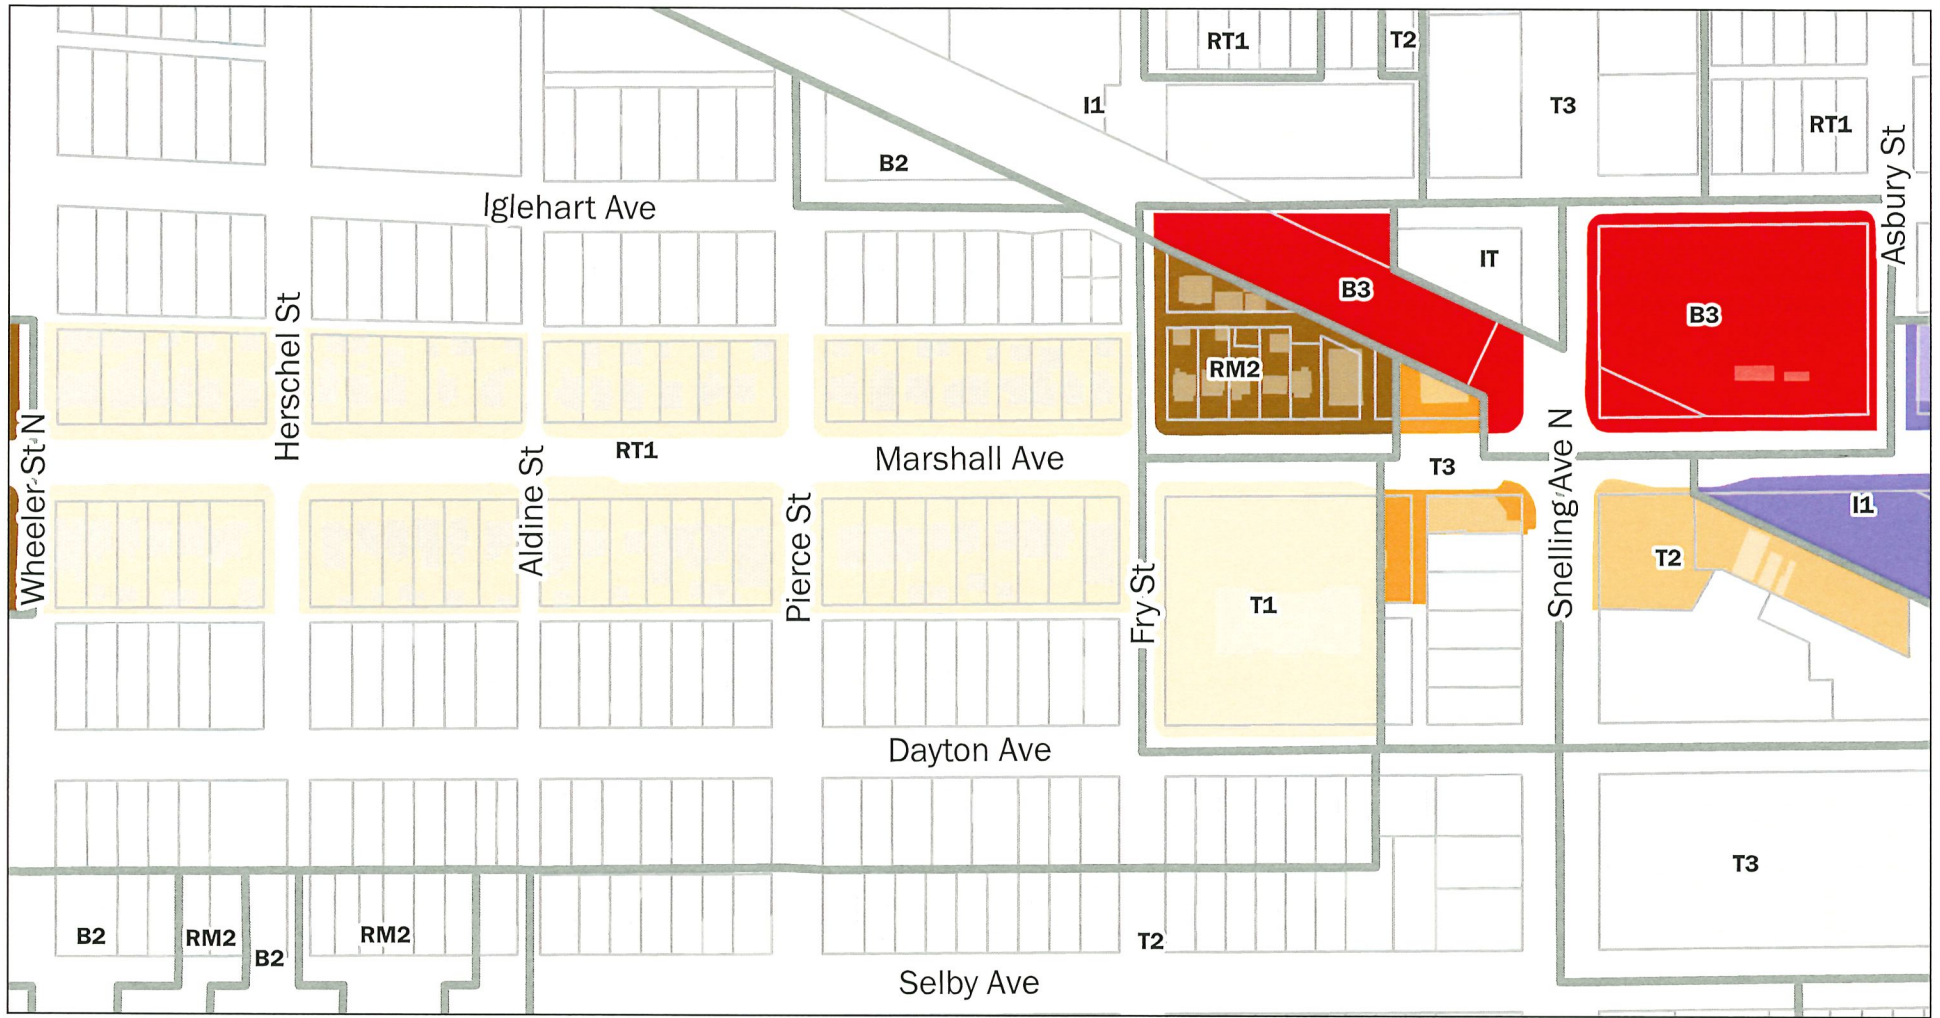 RT1
T2
I1
T3
RT1
B2
Asbury St
Iglehart Ave
IT
B3
B3
RM2
Herschel St
Wheeler St N
RT1
Marshall Ave
T3
Snelling Ave N
I1
Aldine St
Pierce St
Fry St
T1
T2
Dayton Ave
T3
B2
RM2
B2
RM2
T2
Selby Ave